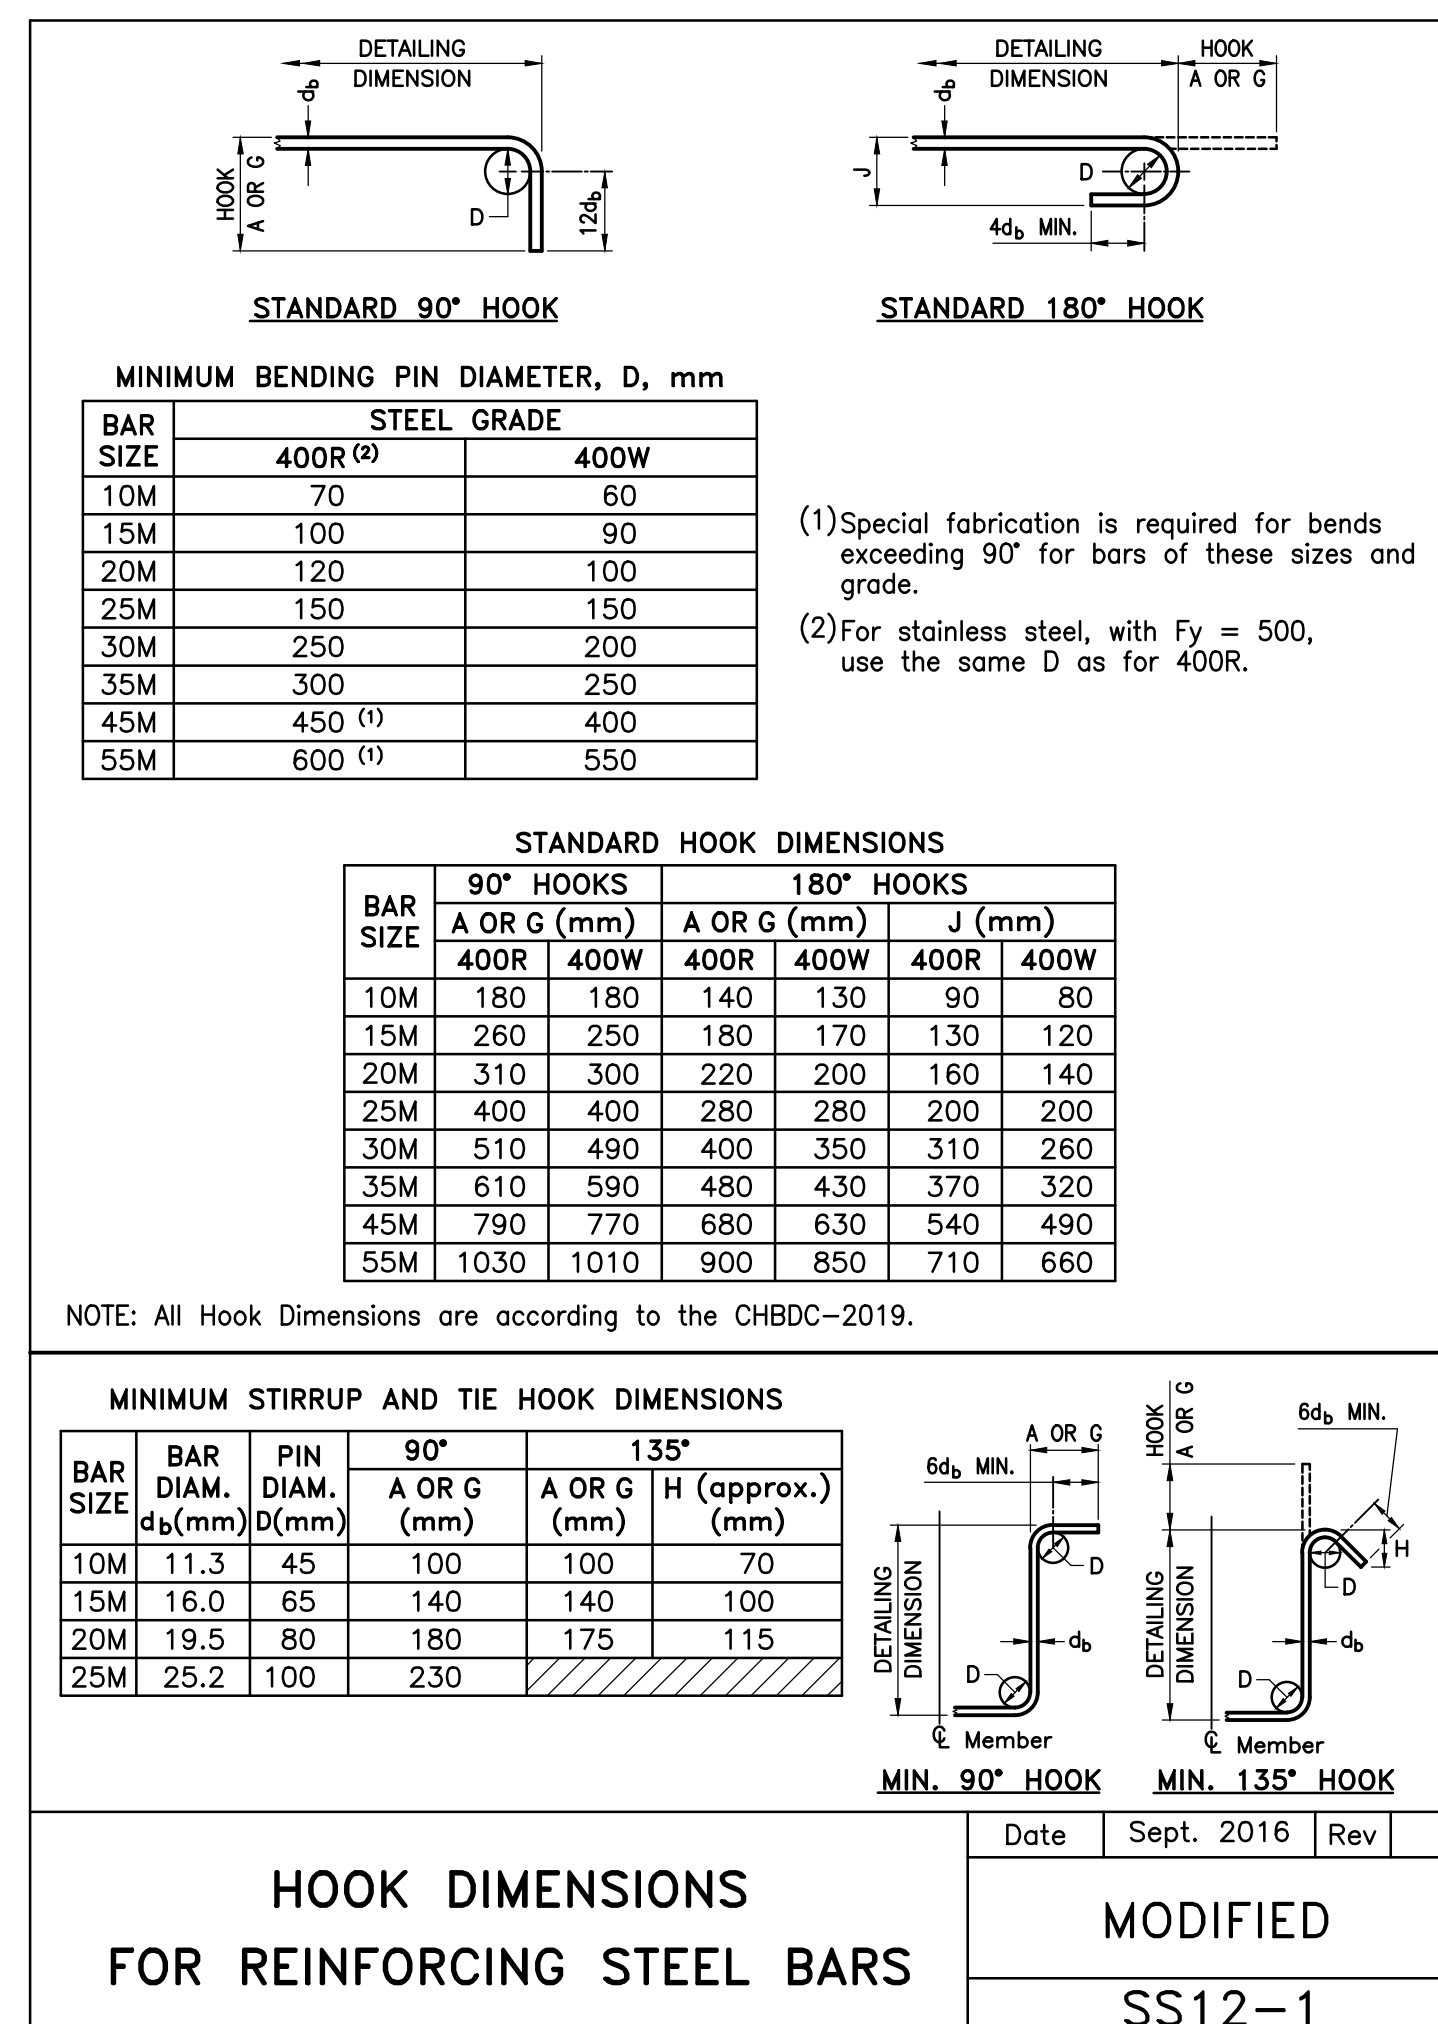 DETAILING
DIMENSION
db
HOOK
A OR G
D
12db
STANDARD 90° HOOK
DETAILING
DIMENSION
HOOK
A OR G
db
J
D
4db MIN.
STANDARD 180° HOOK
MINIMUM BENDING PIN DIAMETER, D, mm
BAR SIZE STEEL GRADE
400R (2) 400W
10M 70 60
15M 100 90
20M 120 100
25M 150 150
30M 250 200
35M 300 250
45M 450 (1) 400
55M 600 (1) 550
(1) Special fabrication is required for bends
exceeding 90° for bars of these sizes and
grade.
(2) For stainless steel, with Fy = 500,
use the same D as for 400R.
STANDARD HOOK DIMENSIONS
BAR SIZE 90° HOOKS 180° HOOKS
A OR G (mm) A OR G (mm) J (mm)
400R 400W 400R 400W 400R 400W
10M 180 180 140 130 90 80
15M 260 250 180 170 130 120
20M 310 300 220 200 160 140
25M 400 400 280 280 200 200
30M 510 490 400 350 310 260
35M 610 590 480 430 370 320
45M 790 770 680 630 540 490
55M 1030 1010 900 850 710 660
NOTE: All Hook Dimensions are according to the CHBDC-2019.
MINIMUM STIRRUP AND TIE HOOK DIMENSIONS
BAR SIZE BAR DIAM. db(mm) PIN DIAM. D(mm) 90° 135°
A OR G (mm) A OR G (mm) H (approx.) (mm)
10M 11.3 45 100 100 70
15M 16.0 65 140 140 100
20M 19.5 80 180 175 115
25M 25.2 100 230
A OR G
6db MIN.
D
DETAILING
DIMENSION
db
D
℄ Member
MIN. 90° HOOK
HOOK
A OR G
6db MIN.
H
D
DETAILING
DIMENSION
db
D
℄ Member
MIN. 135° HOOK
HOOK DIMENSIONS
FOR REINFORCING STEEL BARS
Date Sept. 2016 Rev
MODIFIED
SS12-1